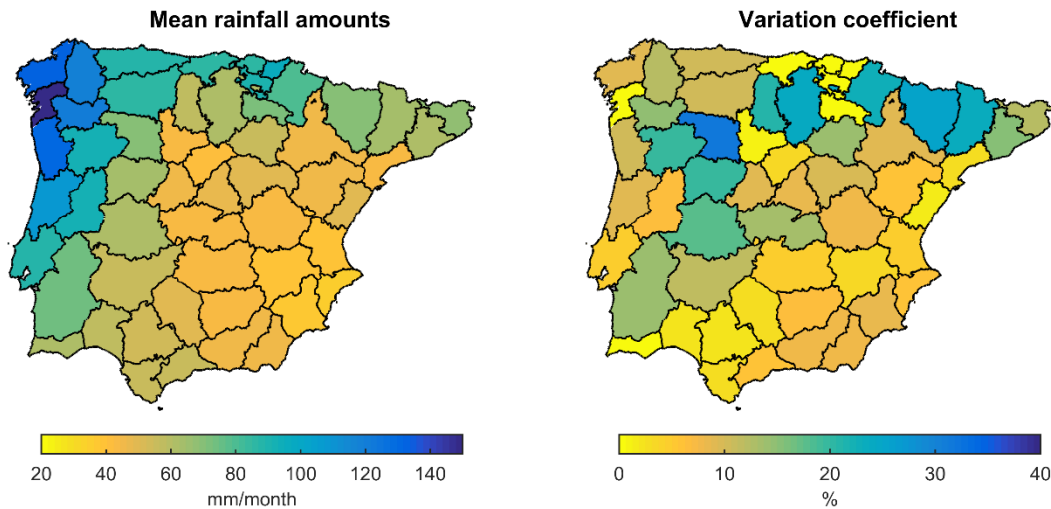 Mean rainfall amounts
Variation coefficient
20 40 60 80 100 120 140
mm/month
0 10 20 30 40
%